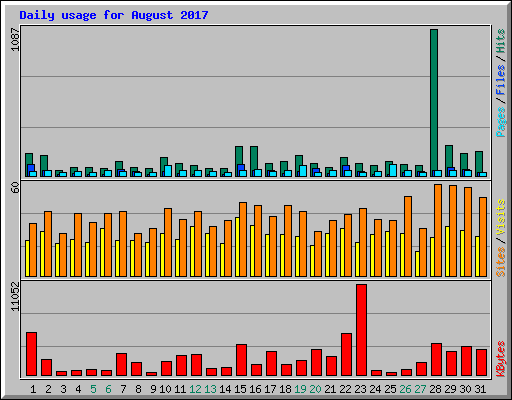 Daily usage for August 2017
1087
Pages / Files / Hits
60
Sites / Visits
11052
KBytes
1 2 3 4 5 6 7 8 9 10 11 12 13 14 15 16 17 18 19 20 21 22 23 24 25 26 27 28 29 30 31